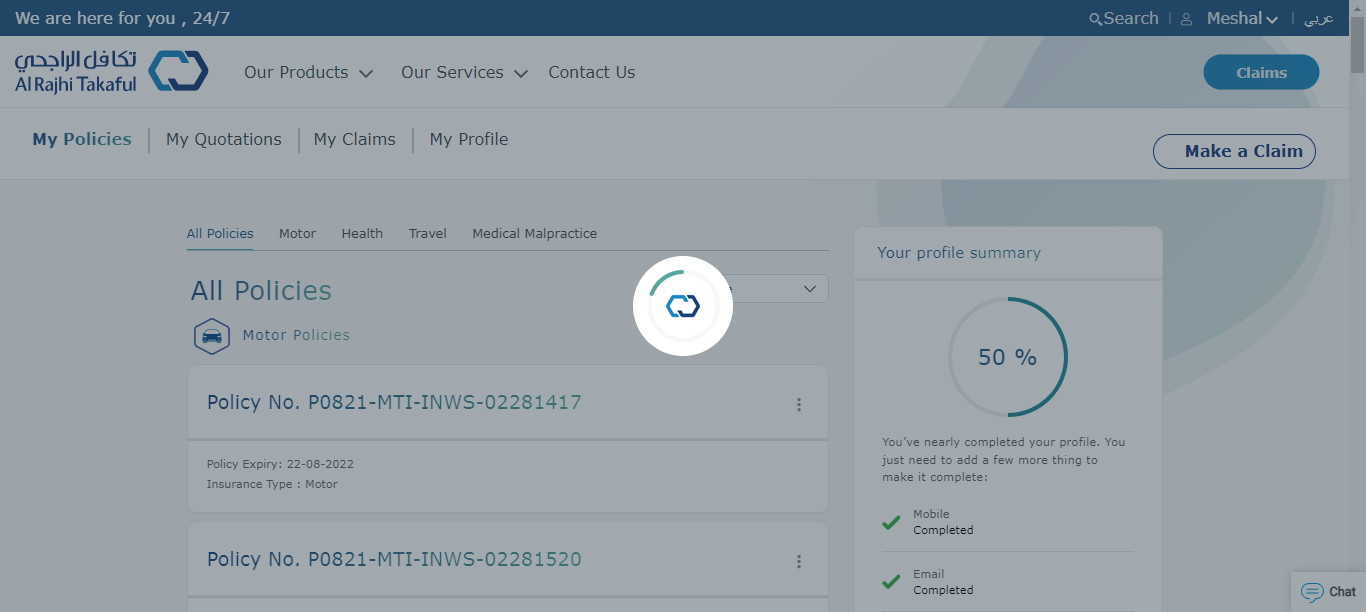 We are here for you , 24/7
Search
Meshal
عربي
تكافل الراجحي
Al Rajhi Takaful
Our Products
Our Services
Contact Us
Claims
My Policies
My Quotations
My Claims
My Profile
Make a Claim
All Policies
Motor
Health
Travel
Medical Malpractice
All Policies
Motor Policies
Policy No. P0821-MTI-INWS-02281417
Policy Expiry: 22-08-2022
Insurance Type : Motor
Policy No. P0821-MTI-INWS-02281520
Your profile summary
50 %
You’ve nearly completed your profile. You
just need to add a few more thing to
make it complete:
Mobile
Completed
Email
Completed
Chat